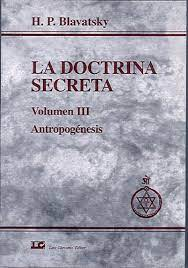 H. P. Blavatsky
LA DOCTRINA
SECRETA
Volumen III
Antropogénesis